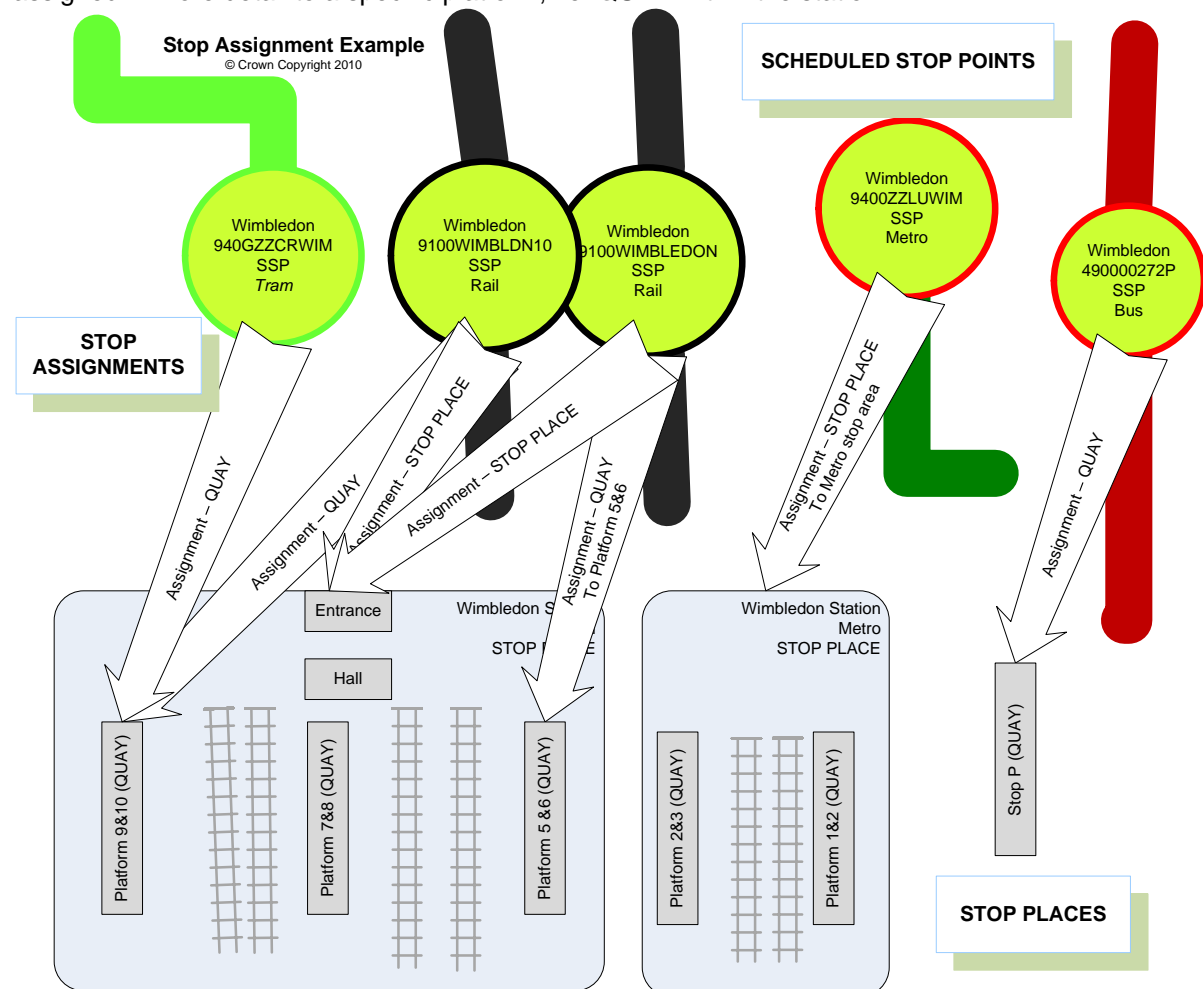 Stop Assignment Example
© Crown Copyright 2010
SCHEDULED STOP POINTS
Wimbledon
940GZZCRWIM
SSP
Tram
Wimbledon
9100WIMBLDN10
SSP
Rail
Wimbledon
9100WIMBLEDON
SSP
Rail
Wimbledon
9400ZZLUWIM
SSP
Metro
Wimbledon
490000272P
SSP
Bus
STOP
ASSIGNMENTS
Assignment – QUAY
Assignment – QUAY
Assignment – STOP PLACE
Assignment – STOP PLACE
Assignment – QUAY
To Platform 5&6
Assignment – STOP PLACE
To Metro stop area
Assignment – QUAY
Entrance
Hall
Wimbledon
STOP
Wimbledon Station
Metro
STOP PLACE
Platform 9&10 (QUAY)
Platform 7&8 (QUAY)
Platform 5 &6 (QUAY)
Platform 2&3 (QUAY)
Platform 1&2 (QUAY)
Stop P (QUAY)
STOP PLACES